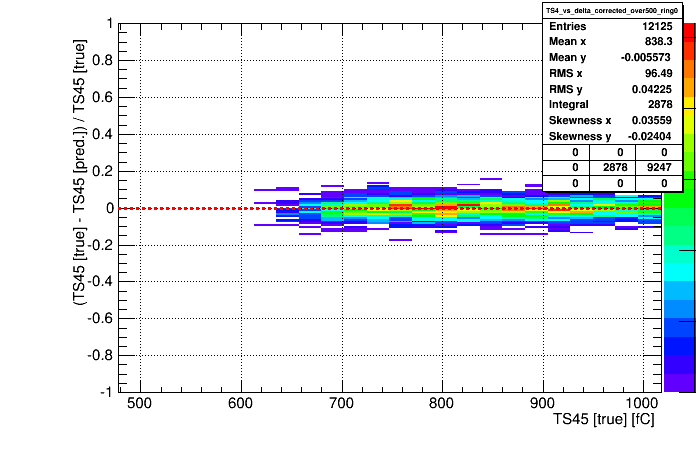 TS4_vs_delta_corrected_over500_ring0
Entries 12125
Mean x 838.3
Mean y -0.005573
RMS x 96.49
RMS y 0.04225
Integral 2878
Skewness x 0.03559
Skewness y -0.02404
0 0 0
0 2878 9247
0 0 0
(TS45 [true] - TS45 [pred.]) / TS45 [true]
1
0.8
0.6
0.4
0.2
0
-0.2
-0.4
-0.6
-0.8
-1
500 600 700 800 900 1000
TS45 [true] [fC]